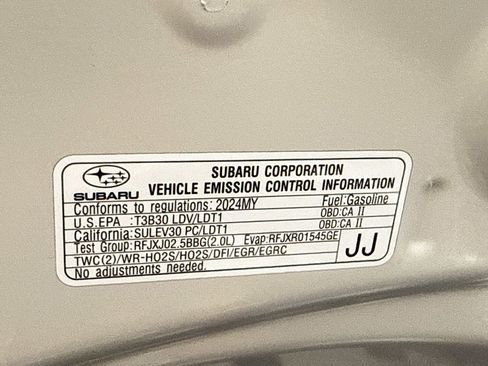 SUBARU CORPORATION
SUBARU VEHICLE EMISSION CONTROL INFORMATION
Conforms to regulations: 2024MY Fuel:Gasoline
U.S.EPA :T3B30 LDV/LDT1 OBD:CA II
California:SULEV30 PC/LDT1 OBD:CA II
Test Group:RFJXJ02.5BBG(2.0L) Evap:RFJXR01545GE
TWC(2)/WR-HO2S/HO2S/DFI/EGR/EGRC JJ
No adjustments needed.